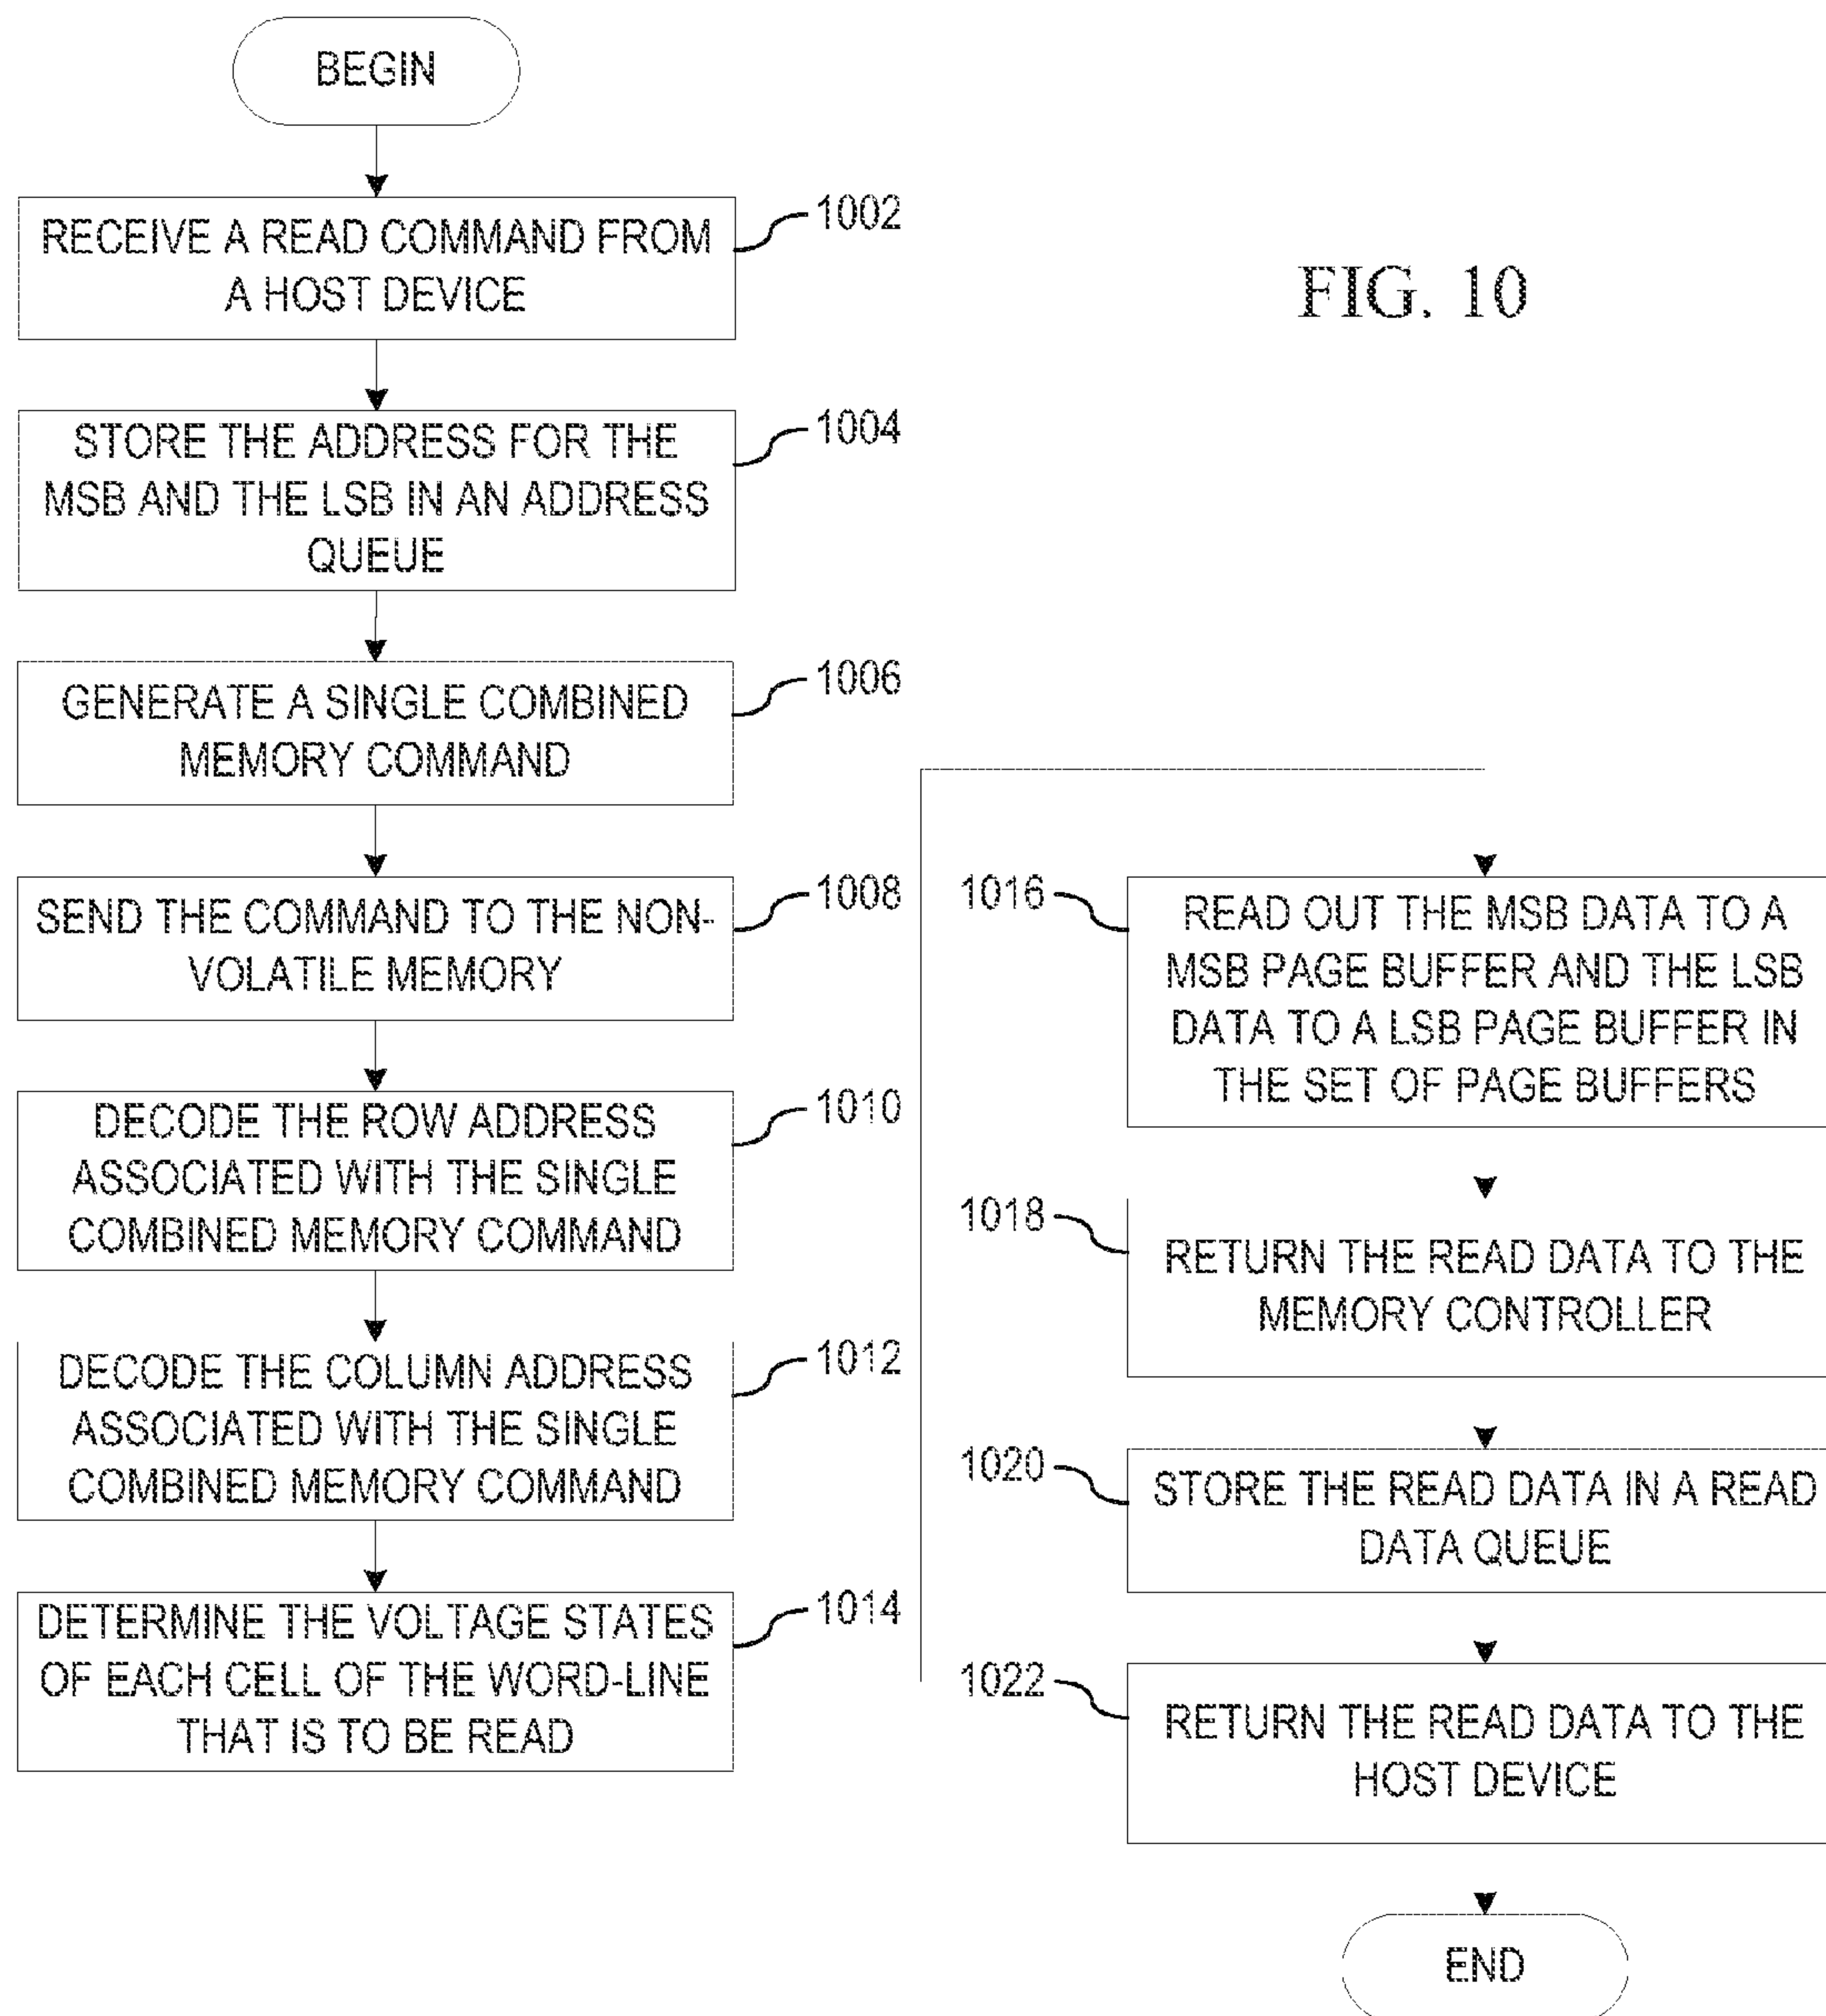 BEGIN
RECEIVE A READ COMMAND FROM
A HOST DEVICE
1002
STORE THE ADDRESS FOR THE
MSB AND THE LSB IN AN ADDRESS
QUEUE
1004
GENERATE A SINGLE COMBINED
MEMORY COMMAND
1006
SEND THE COMMAND TO THE NON-
VOLATILE MEMORY
1008
DECODE THE ROW ADDRESS
ASSOCIATED WITH THE SINGLE
COMBINED MEMORY COMMAND
1010
DECODE THE COLUMN ADDRESS
ASSOCIATED WITH THE SINGLE
COMBINED MEMORY COMMAND
1012
DETERMINE THE VOLTAGE STATES
OF EACH CELL OF THE WORD-LINE
THAT IS TO BE READ
1014
FIG. 10
1016
READ OUT THE MSB DATA TO A
MSB PAGE BUFFER AND THE LSB
DATA TO A LSB PAGE BUFFER IN
THE SET OF PAGE BUFFERS
1018
RETURN THE READ DATA TO THE
MEMORY CONTROLLER
1020
STORE THE READ DATA IN A READ
DATA QUEUE
1022
RETURN THE READ DATA TO THE
HOST DEVICE
END